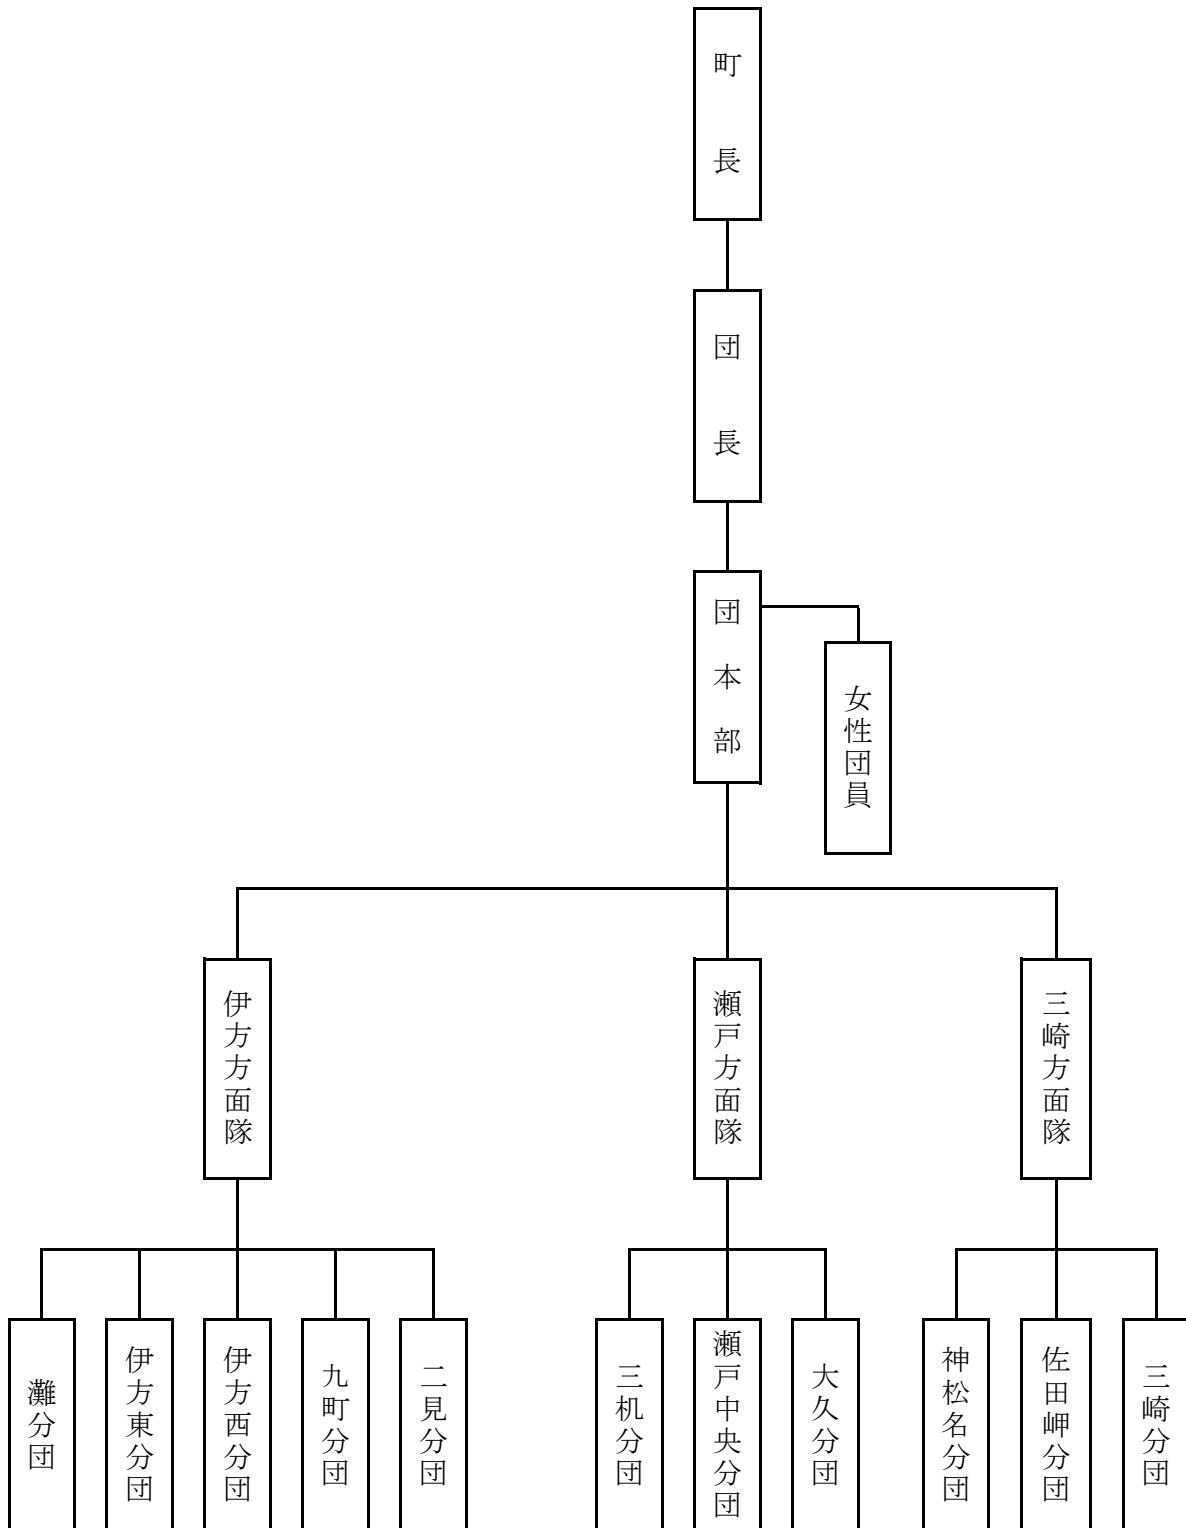 町長
団長
団本部
女性団員
伊方方面隊
瀬戸方面隊
三崎方面隊
灘分団
伊方東分団
伊方西分団
九町分団
二見分団
三机分団
瀬戸中央分団
大久分団
神松名分団
佐田岬分団
三崎分団